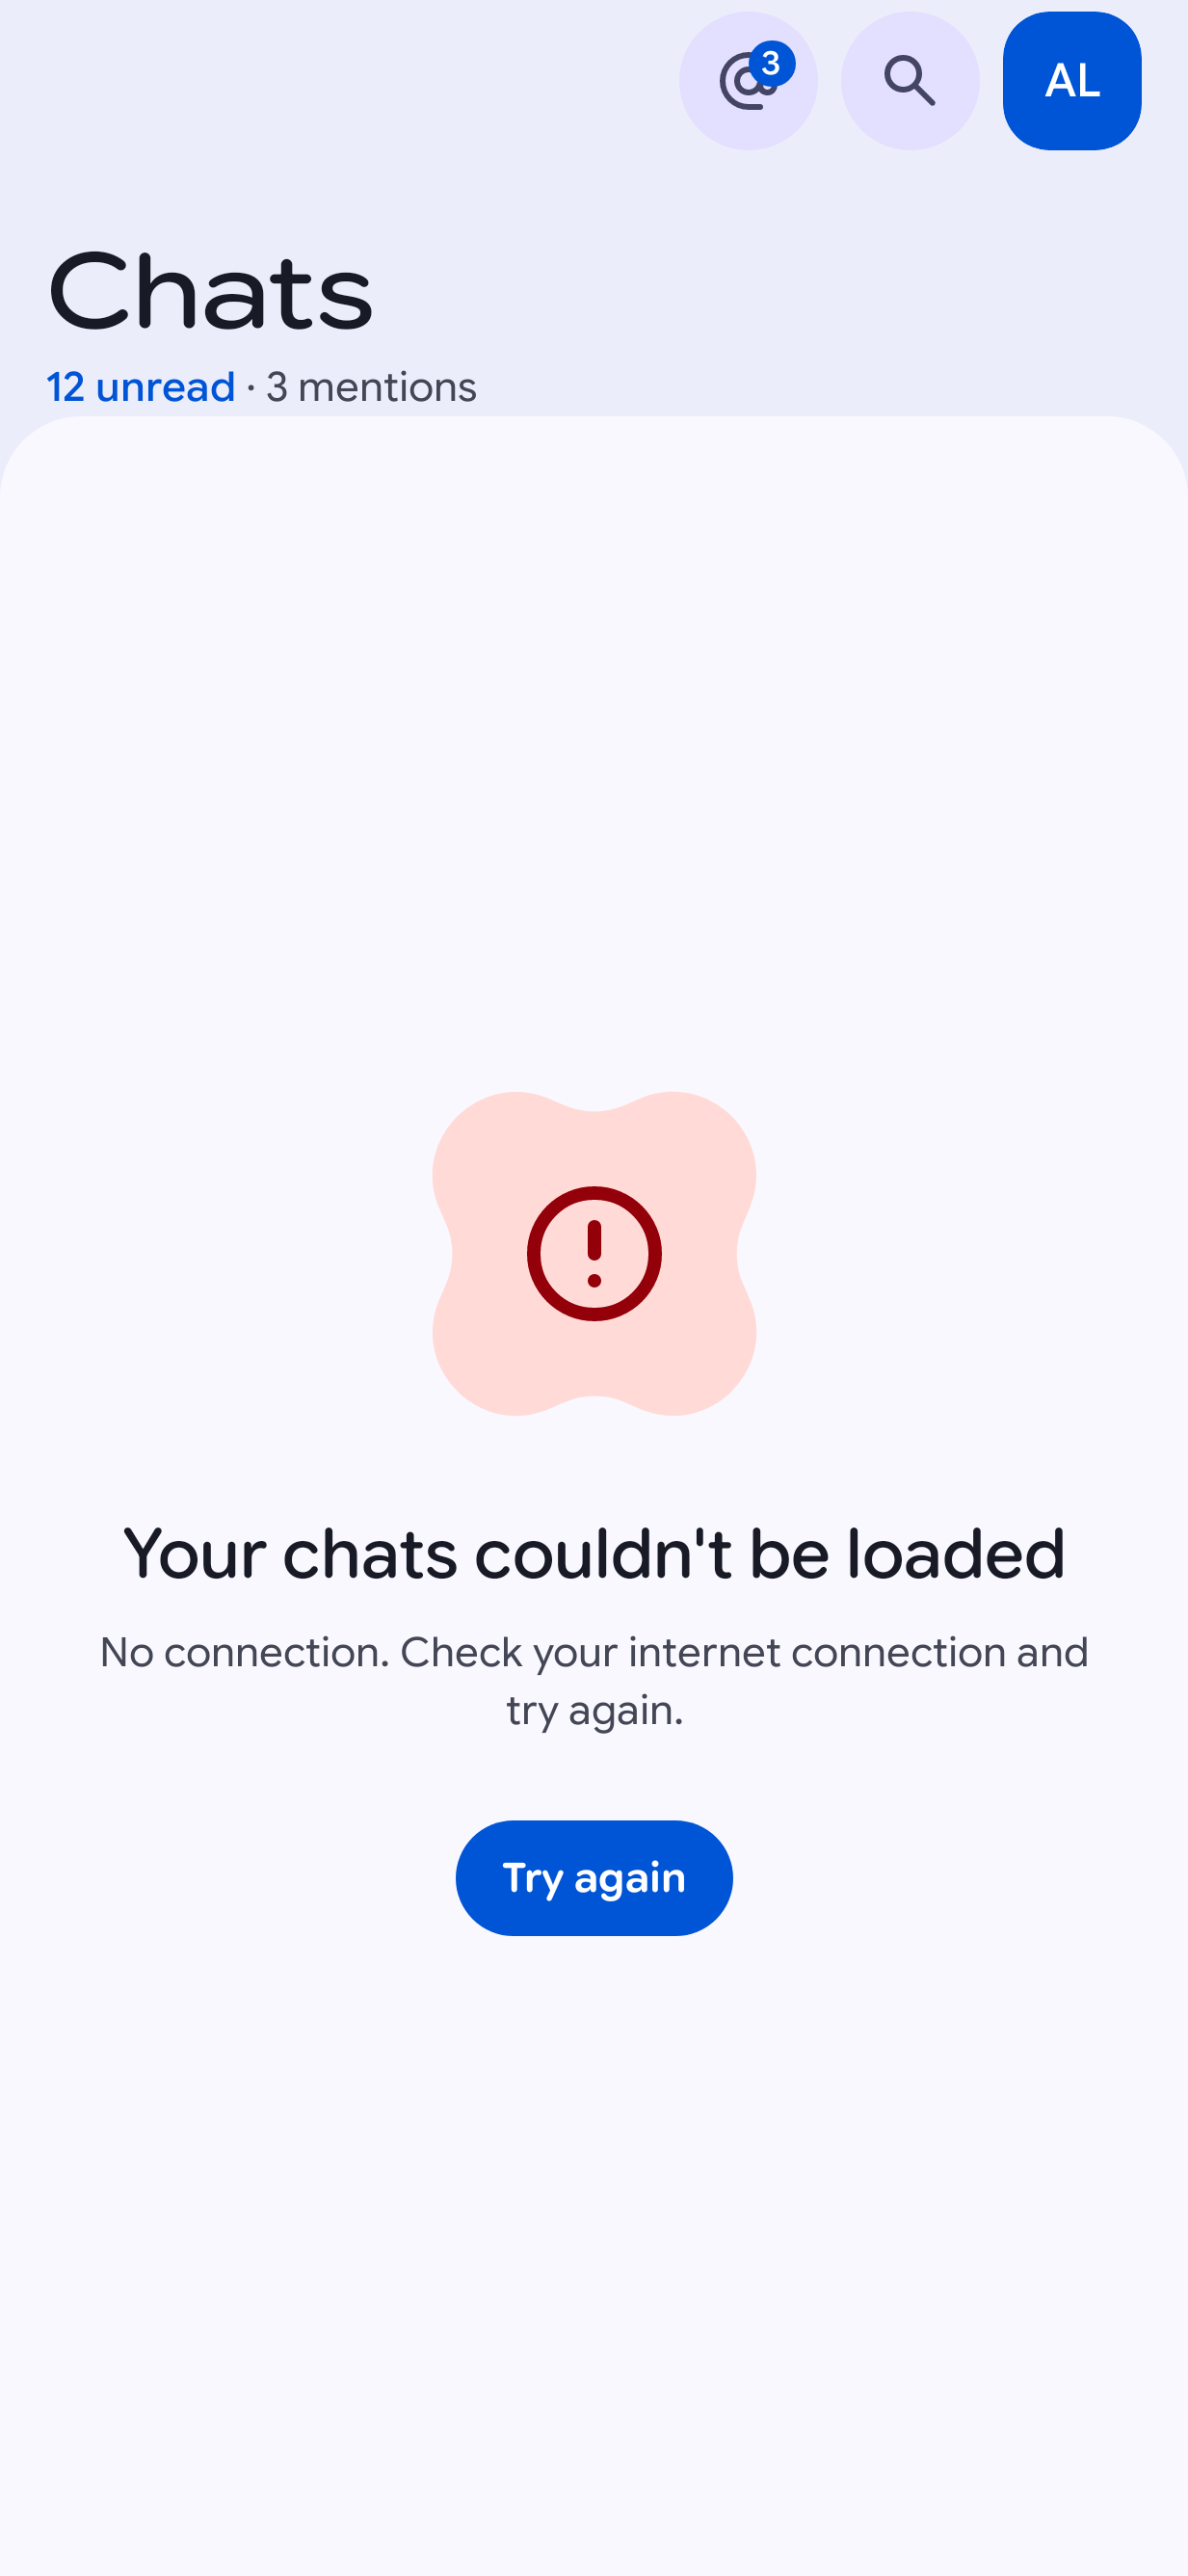 3
AL
Chats
12 unread · 3 mentions
Your chats couldn't be loaded
No connection. Check your internet connection and
try again.
Try again